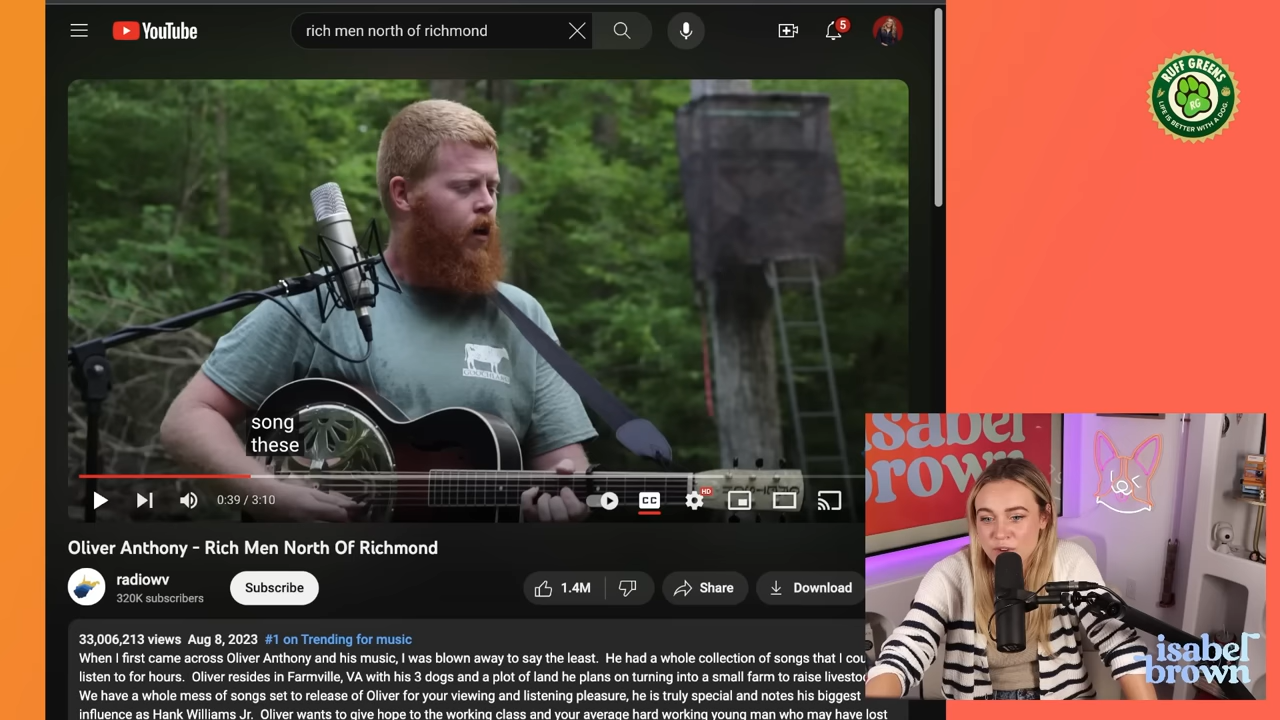 YouTube
rich men north of richmond
5
RUFF GREENS
RG
LIFE IS BETTER WITH A DOG.
song
these
0:39 / 3:10
CC
HD
Oliver Anthony - Rich Men North Of Richmond
radiowv
320K subscribers
Subscribe
1.4M
Share
Download
33,006,213 views Aug 8, 2023 #1 on Trending for music
When I first came across Oliver Anthony and his music, I was blown away to say the least. He had a whole collection of songs that I cou
listen to for hours. Oliver resides in Farmville, VA with his 3 dogs and a plot of land he plans on turning into a small farm to raise livesto
We have a whole mess of songs set to release of Oliver for your viewing and listening pleasure, he is truly special and notes his biggest
influence as Hank Williams Jr. Oliver wants to give hope to the working class and your average hard working young man who may have lost
isabel
brown
isabel
brown